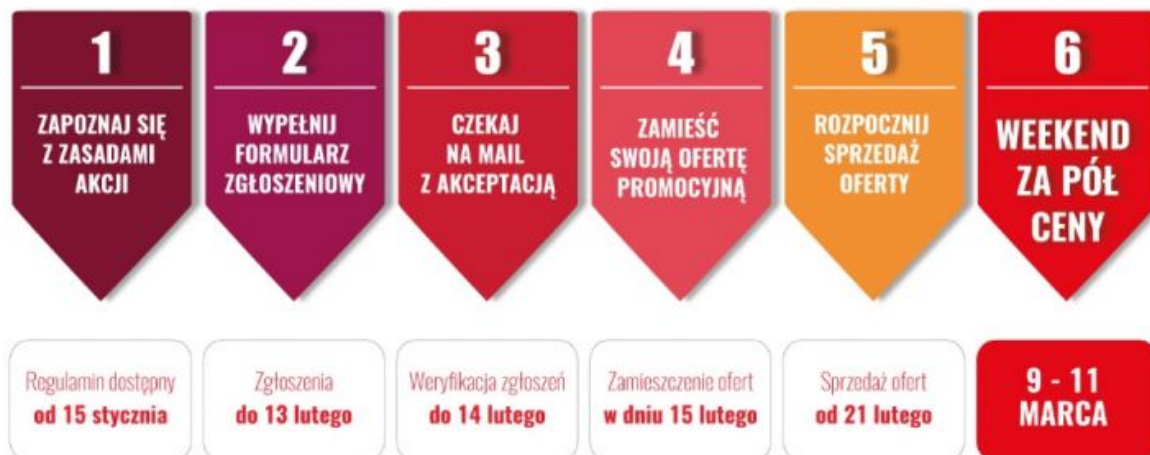 1
ZAPOZNAJ SIĘ
Z ZASADAMI
AKCJI
2
WYPEŁNIJ
FORMULARZ
ZGŁOSZENIOWY
3
CZEKAJ
NA MAIL
Z AKCEPTACJĄ
4
ZAMIEŚĆ
SWOJĄ OFERTĘ
PROMOCYJNĄ
5
ROZPOCZNIJ
SPRZEDAŻ
OFERTY
6
WEEKEND
ZA PÓŁ
CENY
Regulamin dostępny
od 15 stycznia
Zgłoszenia
do 13 lutego
Weryfikacja zgłoszeń
do 14 lutego
Zamieszczenie ofert
w dniu 15 lutego
Sprzedaż ofert
od 21 lutego
9 - 11
MARCA